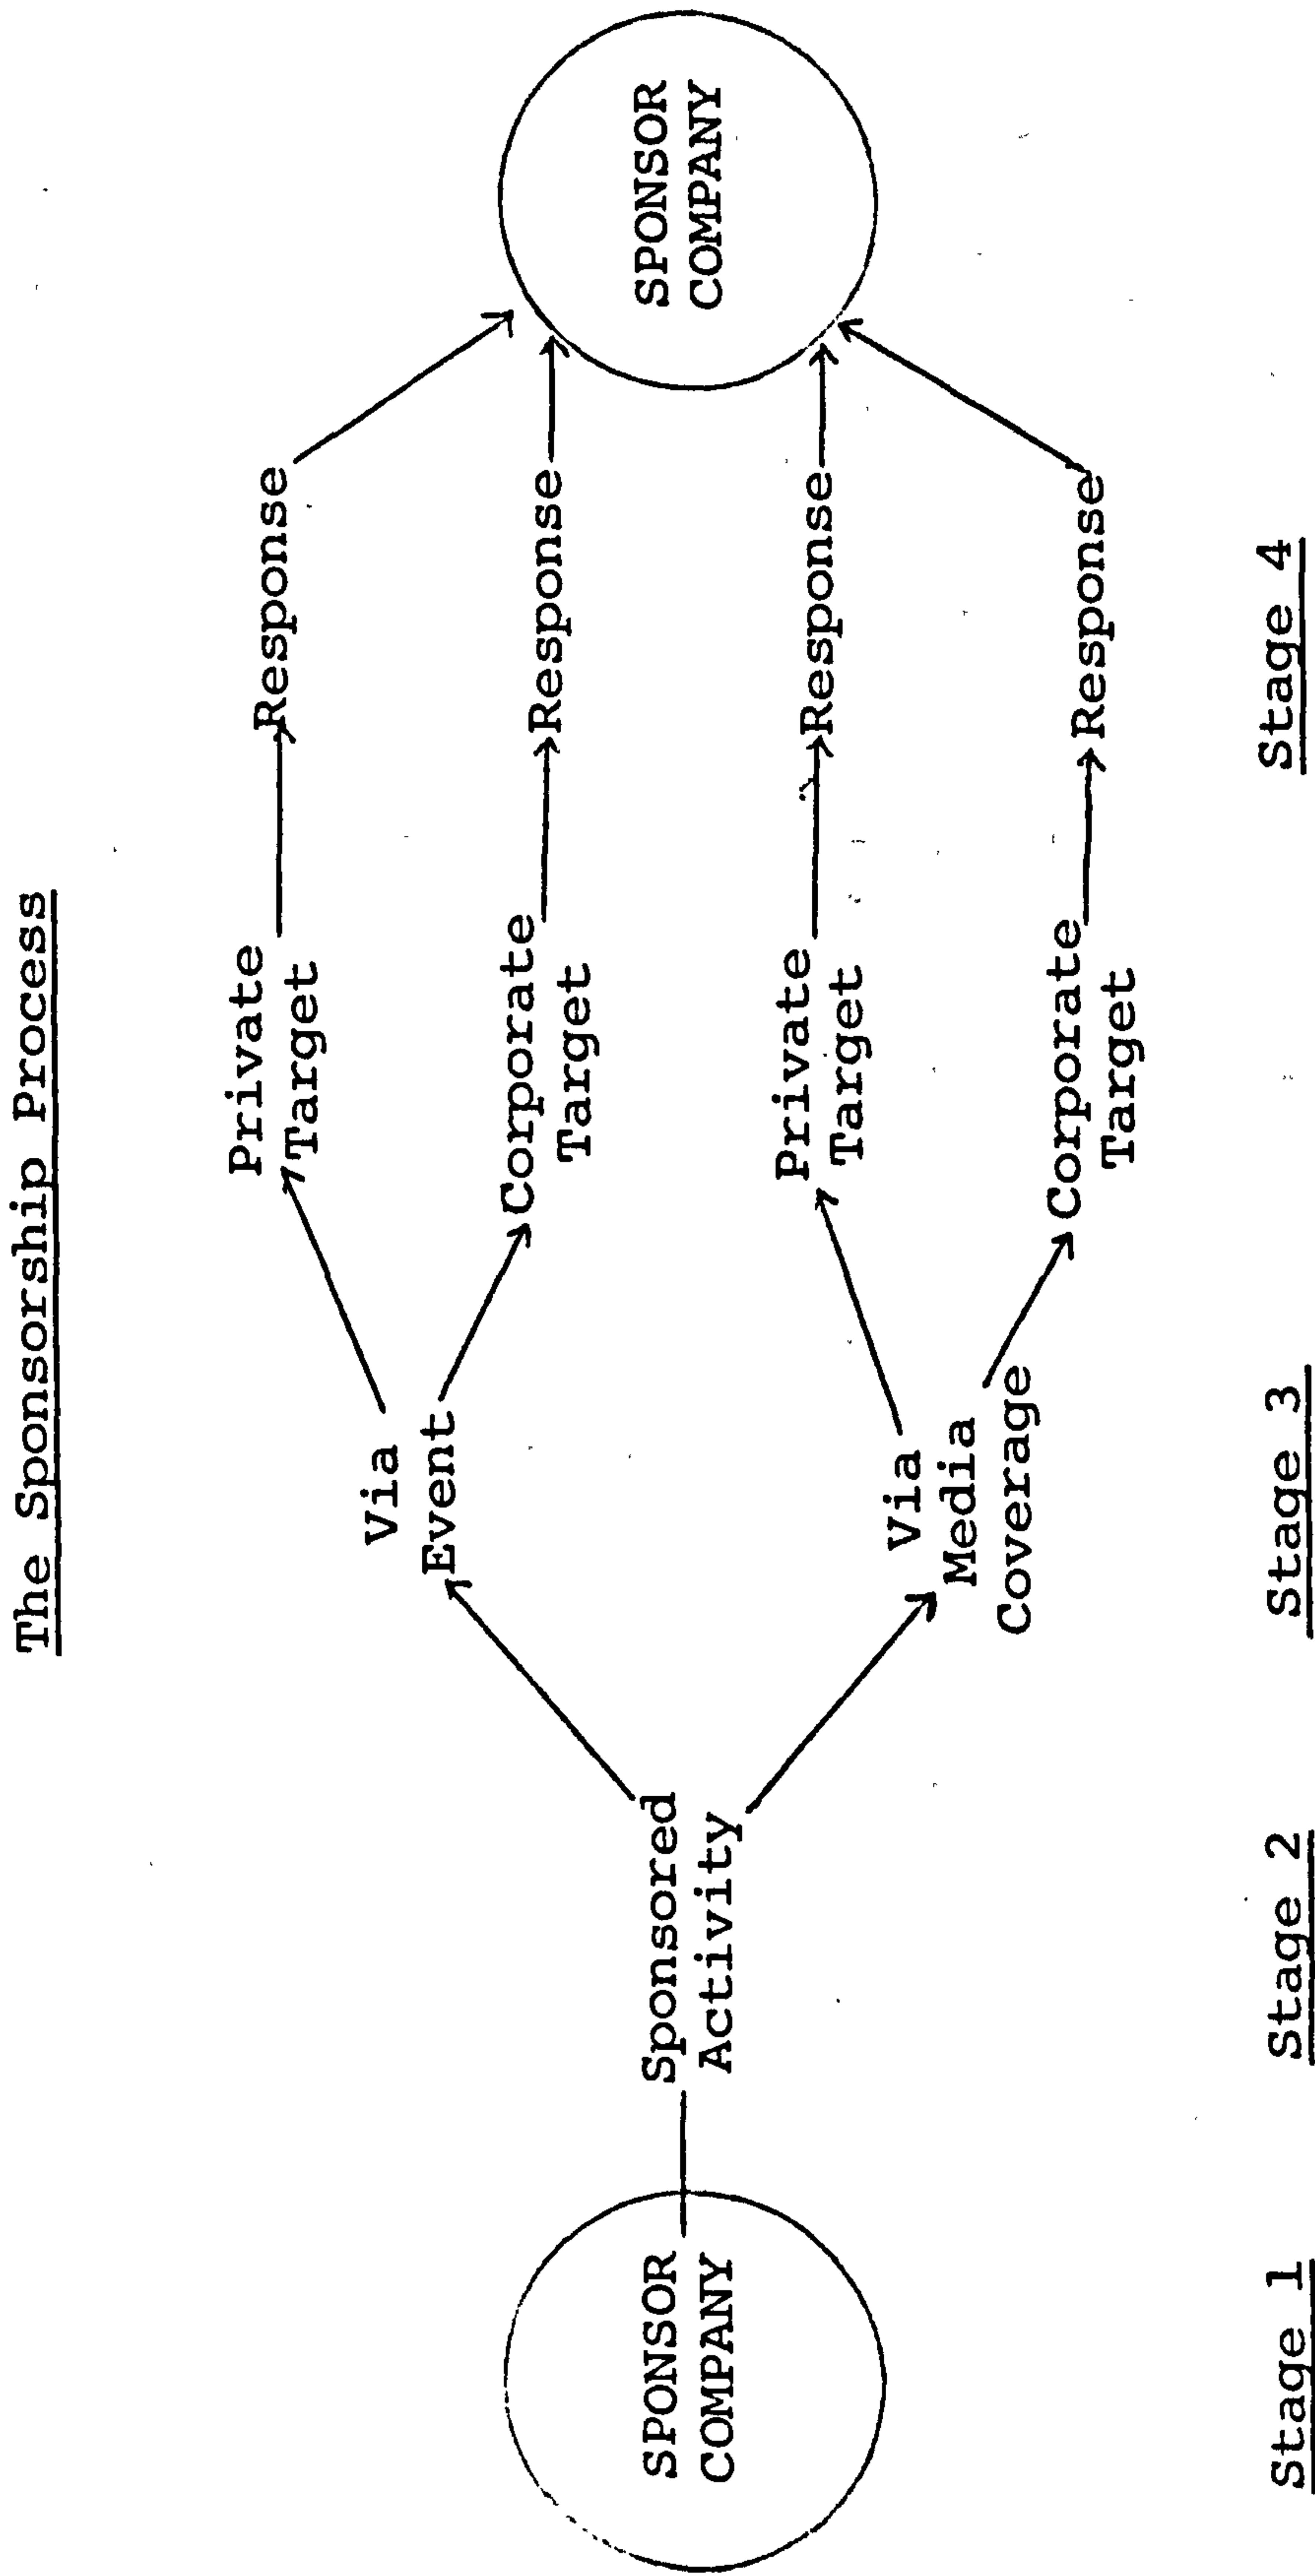 The Sponsorship Process
SPONSOR
COMPANY
Sponsored
Activity
Via
Event
Via
Media
Coverage
Private
Target
Corporate
Target
Private
Target
Corporate
Target
Response
Response
Response
Response
SPONSOR
COMPANY
Stage 1
Stage 2
Stage 3
Stage 4